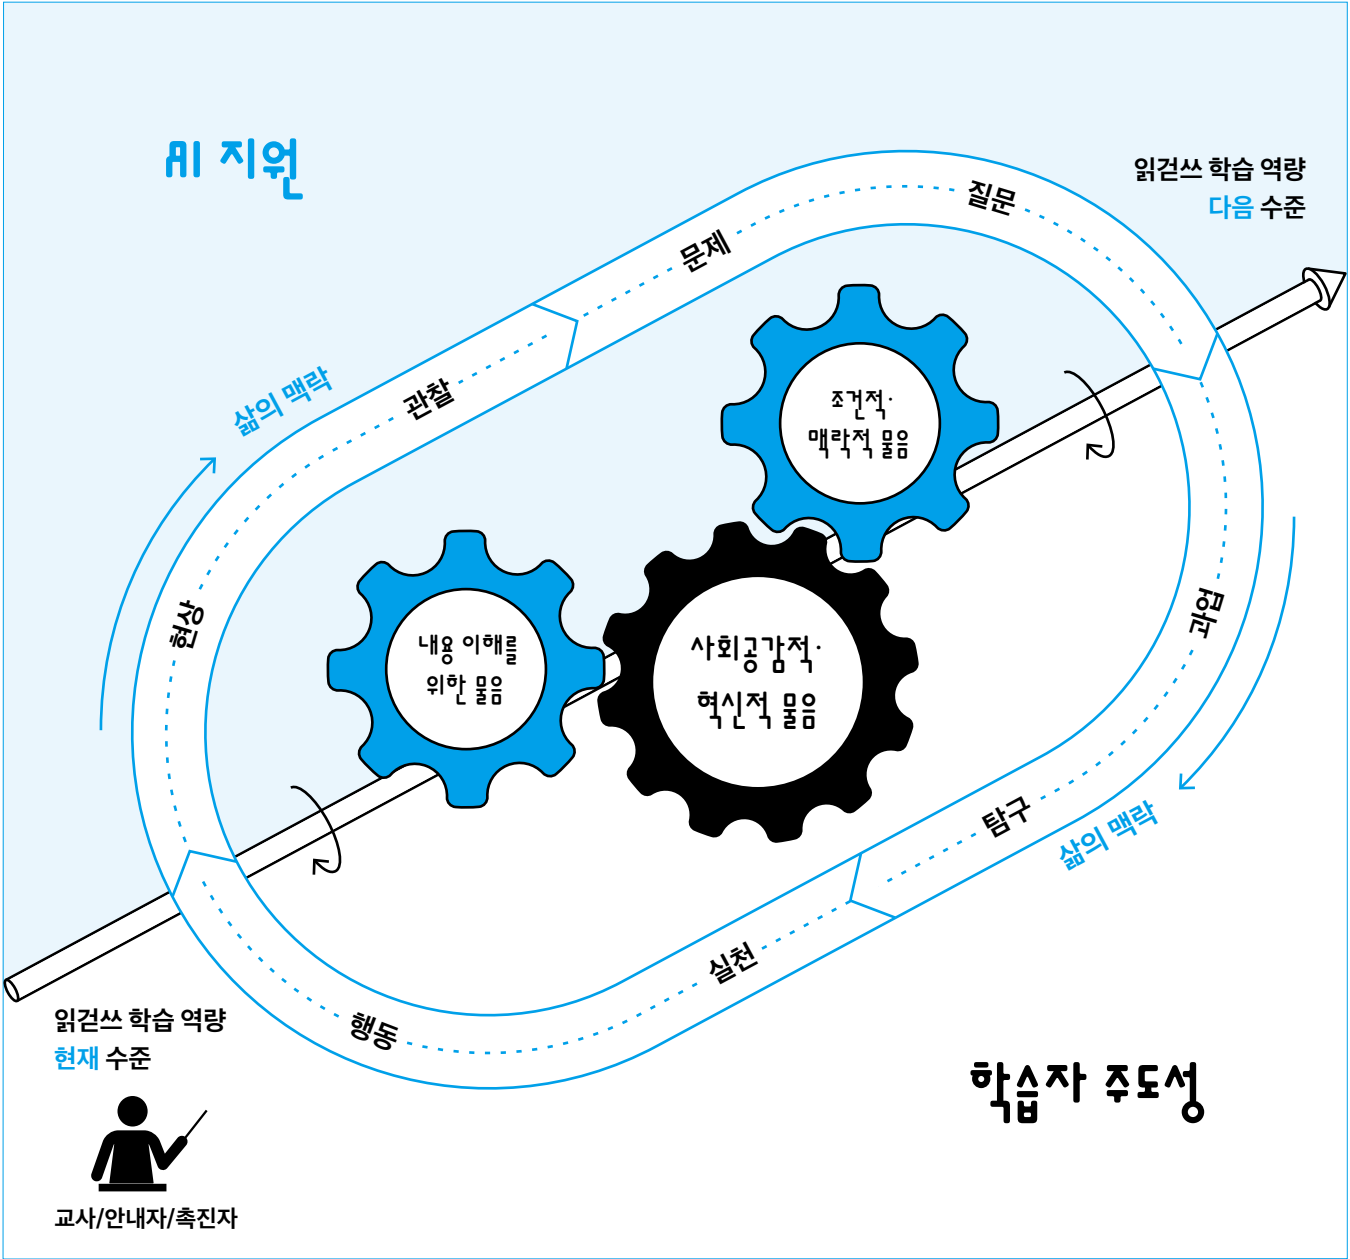 AI 지원
읽걷쓰 학습 역량
다음 수준
질문
문제
삶의 맥락
관찰
조건적·
맥락적 물음
현상
과업
내용 이해를
위한 물음
사회공감적·
혁신적 물음
탐구
삶의 맥락
실천
행동
읽걷쓰 학습 역량
현재 수준
학습자 주도성
교사/안내자/촉진자